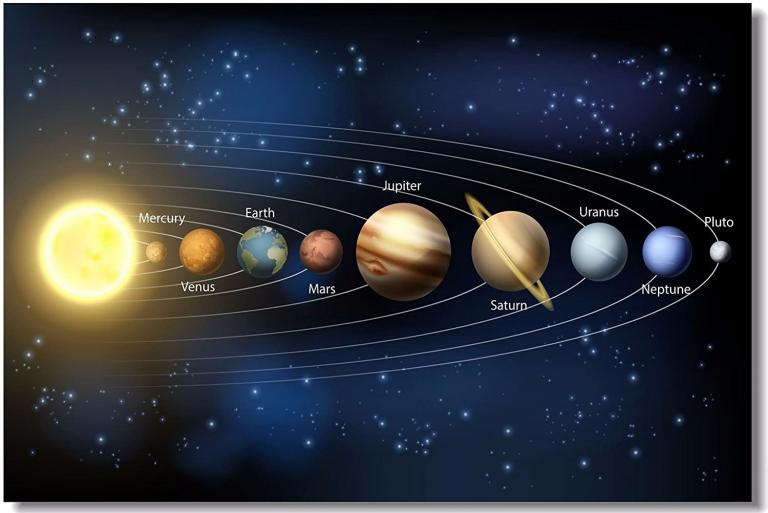 Mercury
Venus
Earth
Mars
Jupiter
Saturn
Uranus
Neptune
Pluto